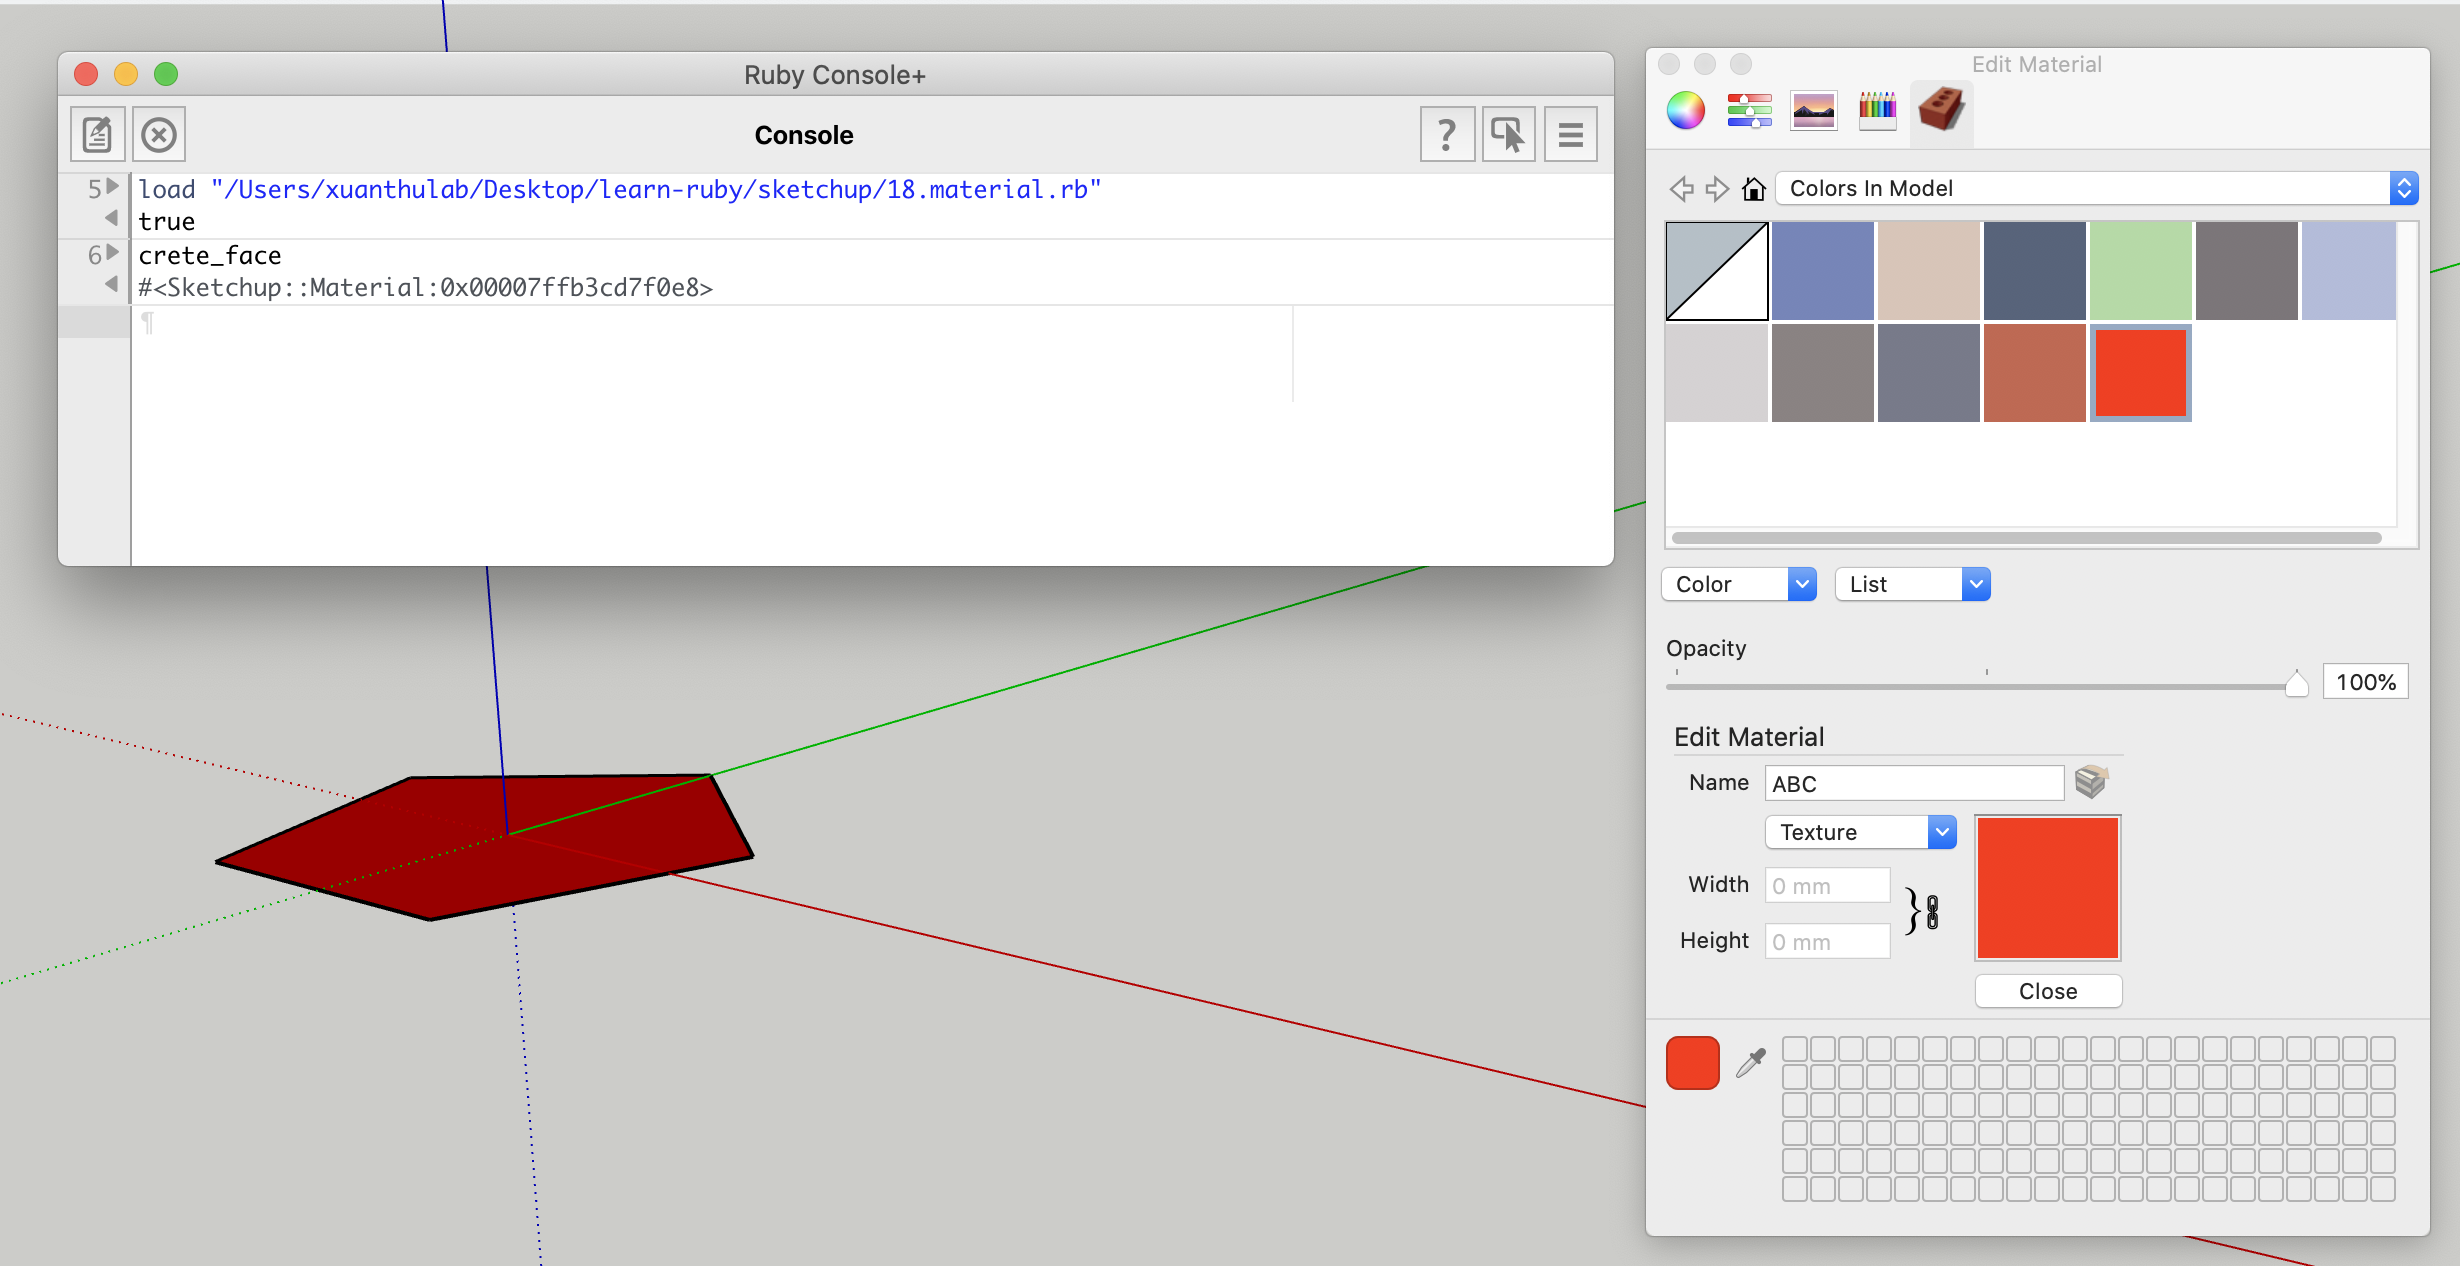 Ruby Console+
Console
5 load "/Users/xuanthulab/Desktop/learn-ruby/sketchup/18.material.rb"
true
6 crete_face
#<Sketchup::Material:0x00007ffb3cd7f0e8>
¶
Edit Material
Colors In Model
Color List
Opacity
100%
Edit Material
Name ABC
Texture
Width 0 mm
Height 0 mm
Close